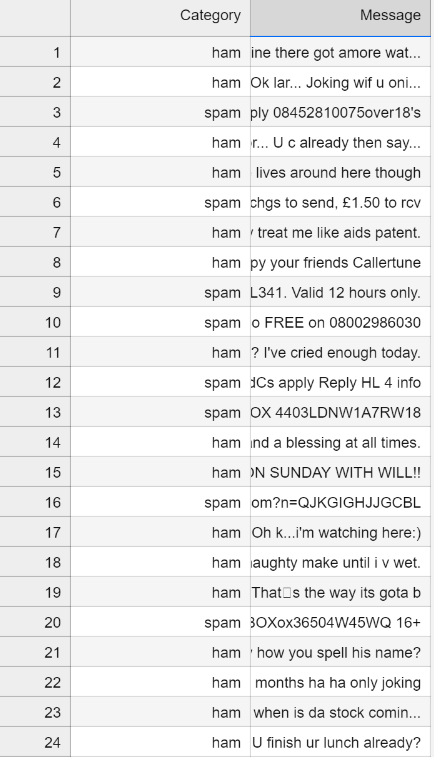 Category Message
1 ham ine there got amore wat...
2 ham Ok lar... Joking wif u oni...
3 spam ply 08452810075over18's
4 ham r... U c already then say...
5 ham lives around here though
6 spam chgs to send, £1.50 to rcv
7 ham treat me like aids patent.
8 ham py your friends Callertune
9 spam L341. Valid 12 hours only.
10 spam o FREE on 08002986030
11 ham ? I've cried enough today.
12 spam dCs apply Reply HL 4 info
13 spam OX 4403LDNW1A7RW18
14 ham nd a blessing at all times.
15 ham ON SUNDAY WITH WILL!!
16 spam om?n=QJKGIGHJJGCBL
17 ham Oh k...i'm watching here:)
18 ham aughty make until i v wet.
19 ham That□s the way its gota b
20 spam BOXox36504W45WQ 16+
21 ham how you spell his name?
22 ham months ha ha only joking
23 ham when is da stock comin...
24 ham U finish ur lunch already?